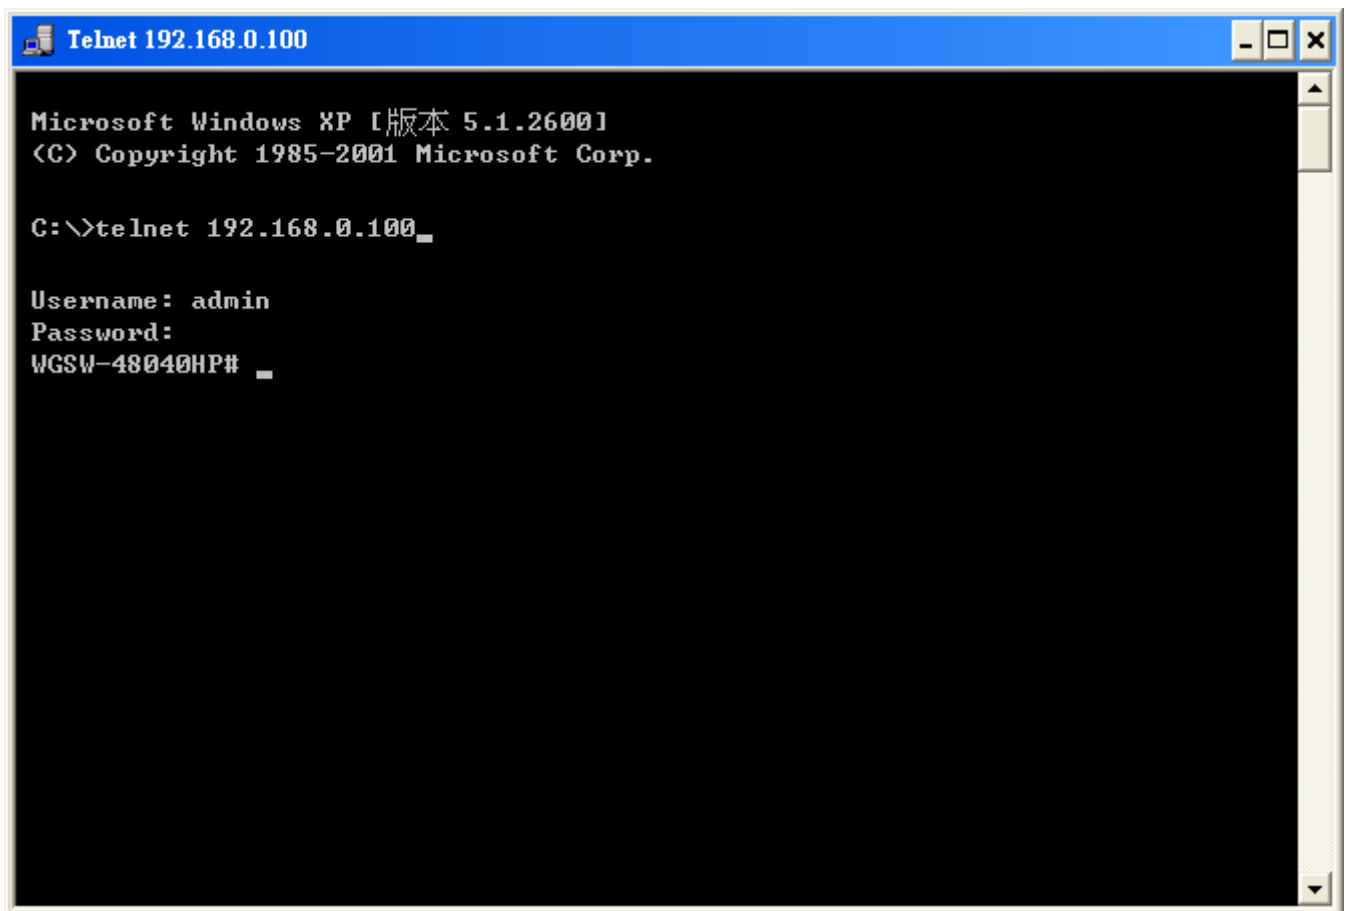 Telnet 192.168.0.100
Microsoft Windows XP [版本 5.1.2600]
(C) Copyright 1985-2001 Microsoft Corp.
C:\>telnet 192.168.0.100_
Username: admin
Password:
WGSW-48040HP# _